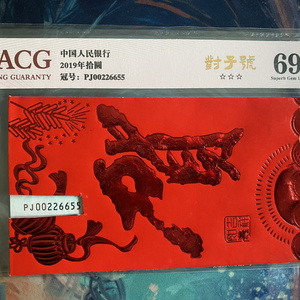 ACG
NG GUARANTY
中国人民银行
2019年拾圆
冠号：PJ00226655
對子號
☆☆☆
69
Superb Gem
PJ00226655